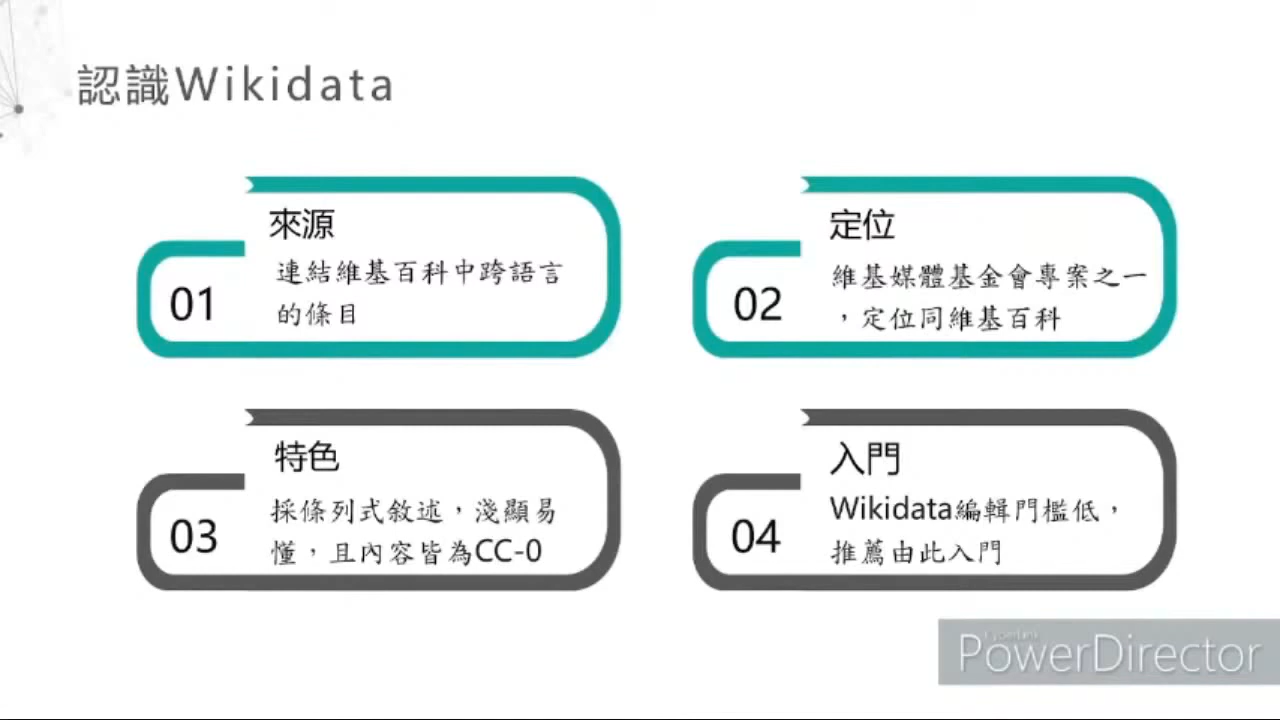 認識Wikidata
來源
連結維基百科中跨語言
的條目
01
定位
維基媒體基金會專案之一
，定位同維基百科
02
特色
採條列式敘述，淺顯易
懂，且內容皆為CC-0
03
入門
Wikidata編輯門檻低，
推薦由此入門
04
CyberLink
PowerDirector